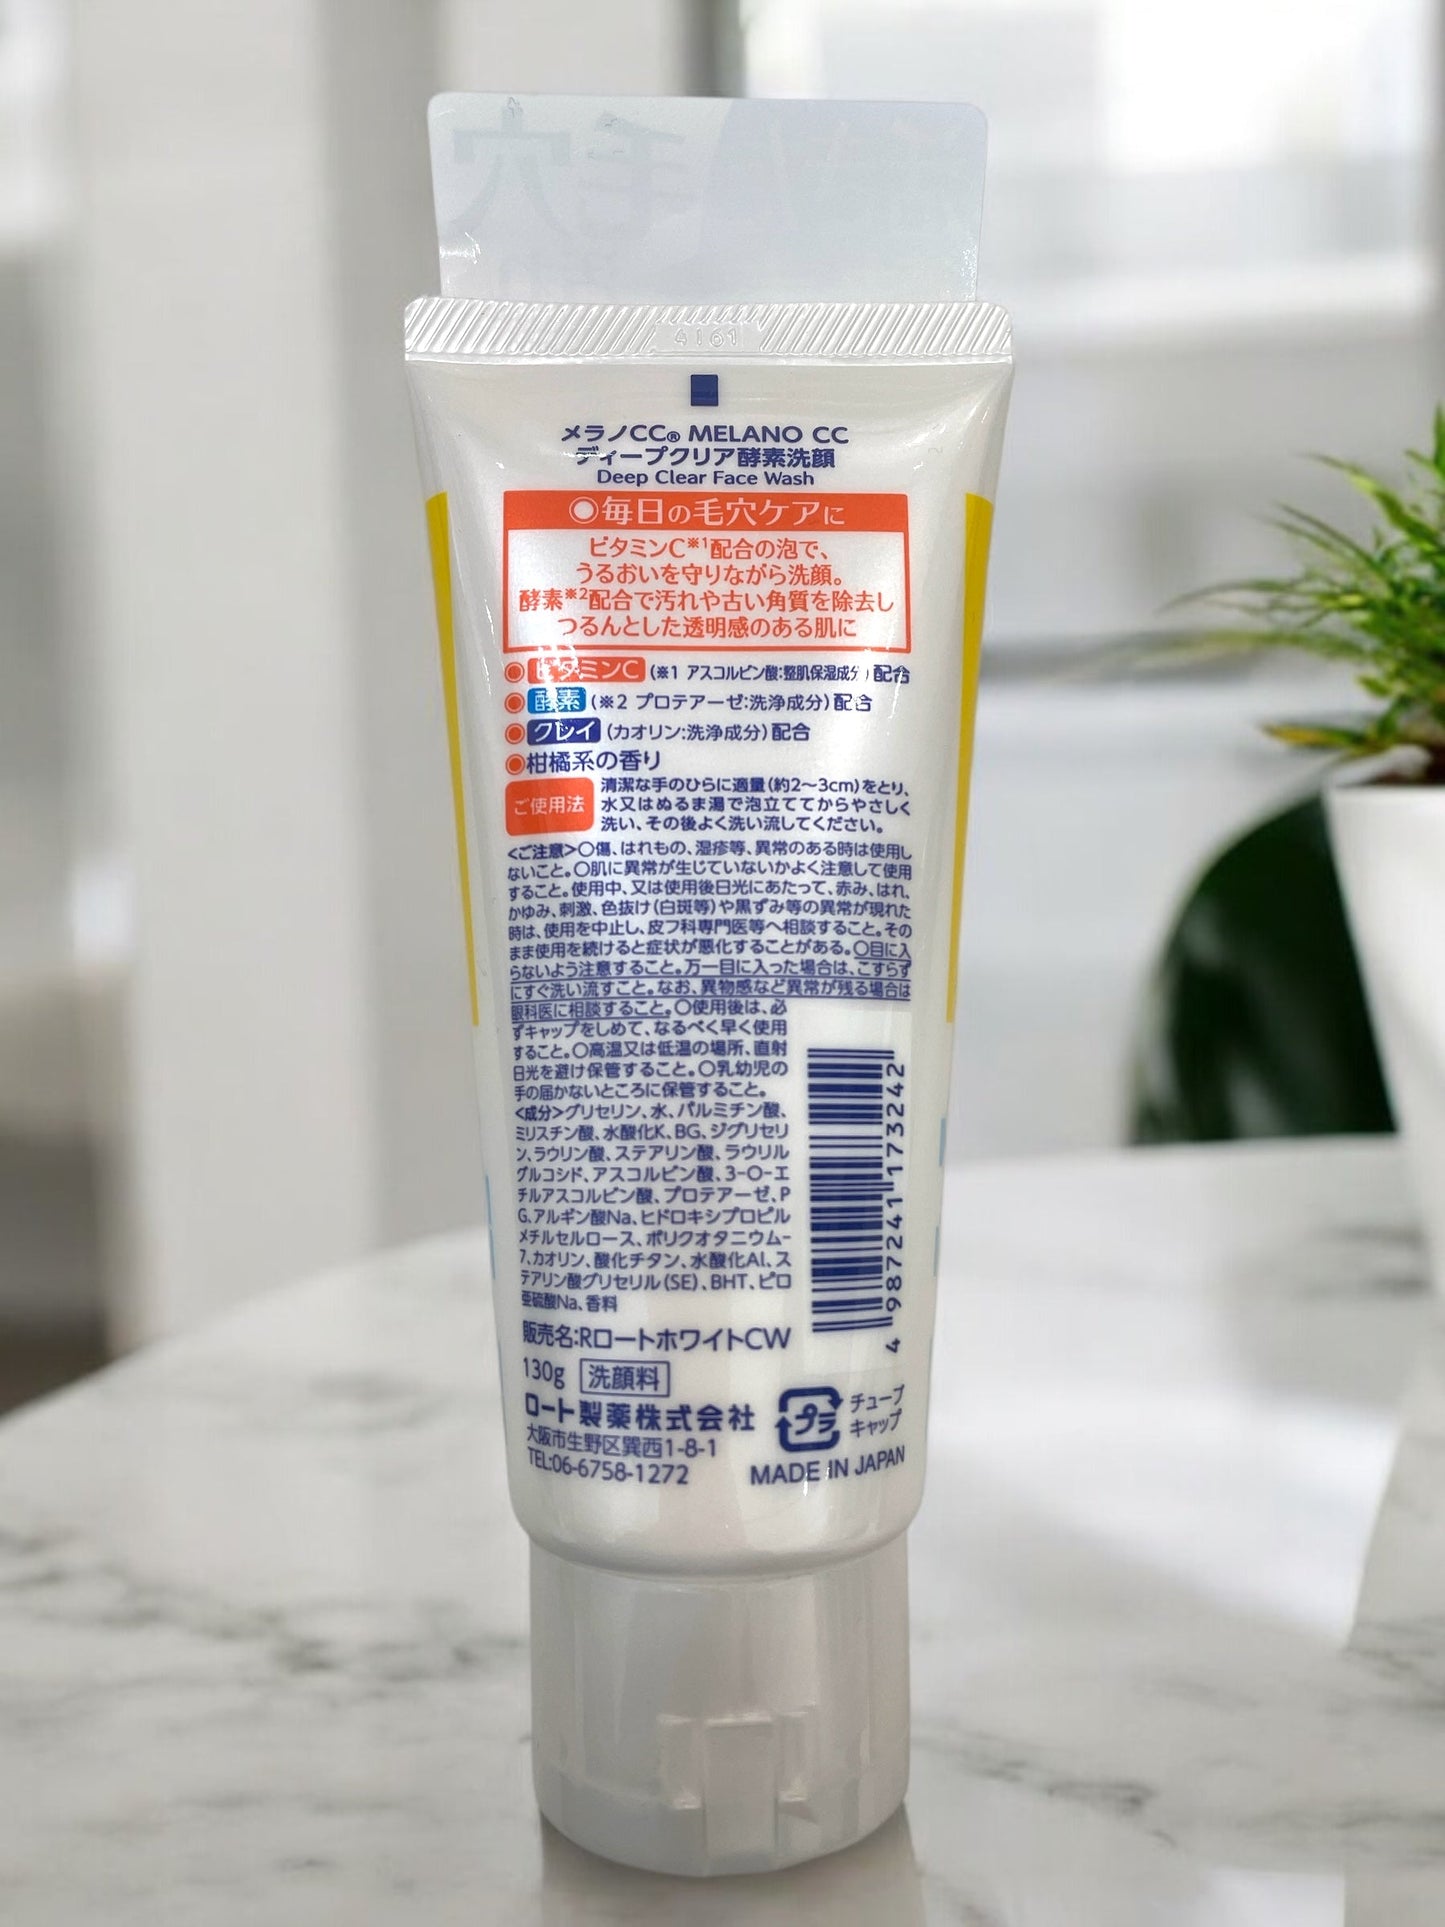 毛穴
4161
メラノCC® MELANO CC
ディープクリア酵素洗顔
Deep Clear Face Wash
◎毎日の毛穴ケアに
ビタミンC※1配合の泡で、
うるおいを守りながら洗顔。
酵素※2配合で汚れや古い角質を除去し
つるんとした透明感のある肌に
◉ビタミンC(※1 アスコルビン酸:整肌保湿成分)配合
◉酵素(※2 プロテアーゼ:洗浄成分)配合
◉クレイ(カオリン:洗浄成分)配合
◉柑橘系の香り
ご使用法
清潔な手のひらに適量(約2〜3cm)をとり、
水又はぬるま湯で泡立ててからやさしく
洗い、その後よく洗い流してください。
<ご注意>○傷、はれもの、湿疹等、異常のある時は使用し
ないこと。○肌に異常が生じていないかよく注意して使用
すること。使用中、又は使用後日光にあたって、赤み、はれ、
かゆみ、刺激、色抜け(白斑等)や黒ずみ等の異常が現れた
時は、使用を中止し、皮フ科専門医等へ相談すること。その
まま使用を続けると症状が悪化することがある。○目に入
らないよう注意すること。万一目に入った場合は、こすらず
にすぐ洗い流すこと。なお、異物感など異常が残る場合は
眼科医に相談すること。○使用後は、必
ずキャップをしめて、なるべく早く使用
すること。○高温又は低温の場所、直射
日光を避け保管すること。○乳幼児の
手の届かないところに保管すること。
<成分>グリセリン、水、パルミチン酸、
ミリスチン酸、水酸化K、BG、ジグリセリ
ン、ラウリン酸、ステアリン酸、ラウリル
グルコシド、アスコルビン酸、3-O-エ
チルアスコルビン酸、プロテアーゼ、P
G、アルギン酸Na、ヒドロキシプロピル
メチルセルロース、ポリクオタニウム-
7、カオリン、酸化チタン、水酸化Al、ス
テアリン酸グリセリル(SE)、BHT、ピロ
亜硫酸Na、香料
4 987241 173242
販売名:RロートホワイトCW
130g 洗顔料
ロート製薬株式会社
大阪市生野区巽西1-8-1
TEL:06-6758-1272
プラ
チューブ
キャップ
MADE IN JAPAN